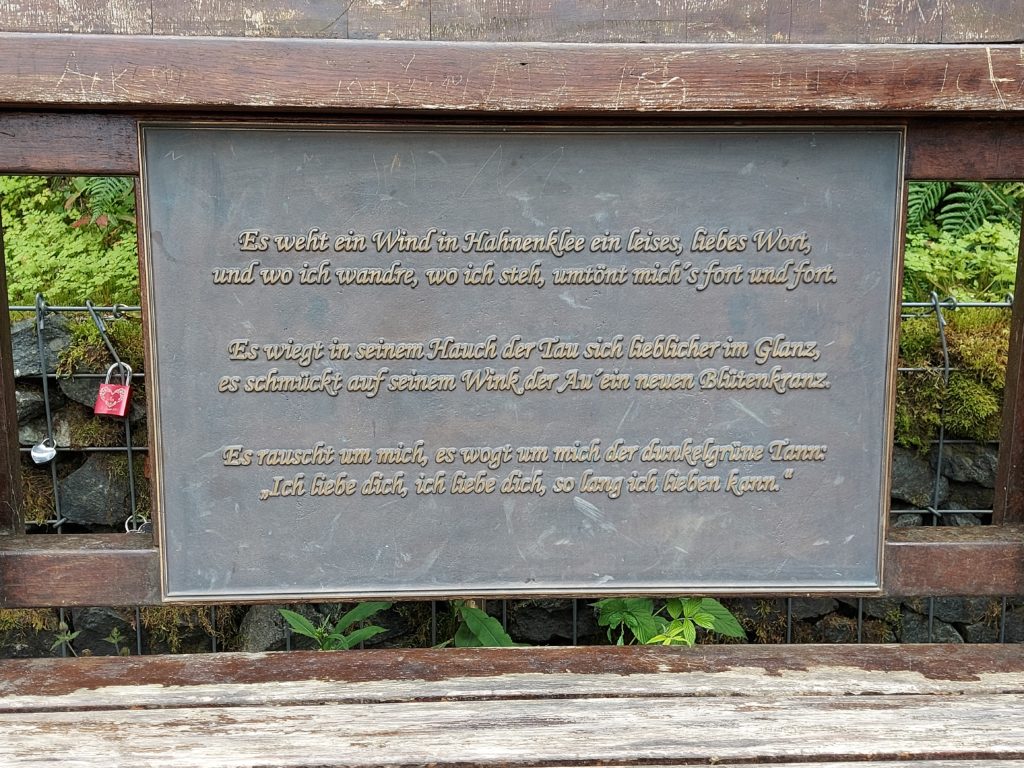 Es weht ein Wind in Hahnenklee ein leises, liebes Wort,
und wo ich wandre, wo ich steh, umtönt mich´s fort und fort.
Es wiegt in seinem Hauch der Tau sich lieblicher im Glanz,
es schmückt auf seinem Wink der Au´ein neuen Blütenkranz.
Es rauscht um mich, es wogt um mich der dunkelgrüne Tann:
„Ich liebe dich, ich liebe dich, so lang ich lieben kann.“